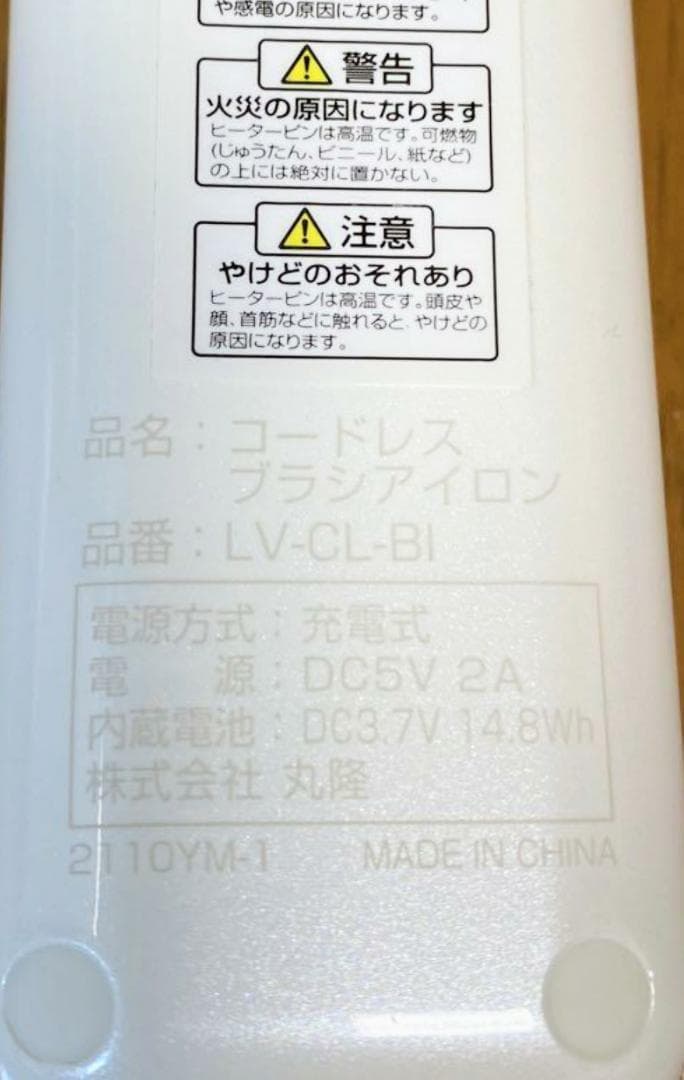 や感電の原因になります。
警告
火災の原因になります
ヒーターピンは高温です。可燃物
(じゅうたん、ビニール、紙など)
の上には絶対に置かない。
注意
やけどのおそれあり
ヒーターピンは高温です。頭皮や
顔、首筋などに触れると、やけどの
原因になります。
品名：コードレス
ブラシアイロン
品番：LV-CL-BI
電源方式：充電式
電　　源：DC5V 2A
内蔵電池：DC3.7V 14.8Wh
株式会社 丸隆
2110YM-1 MADE IN CHINA